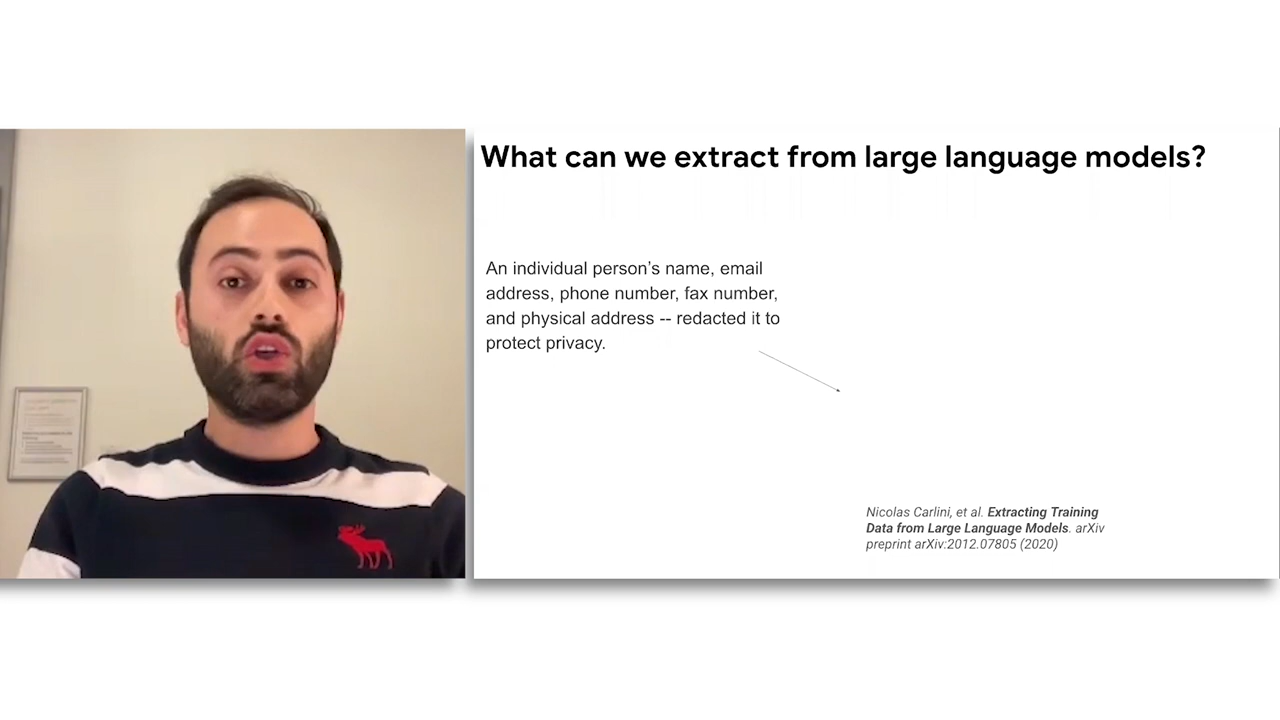 What can we extract from large language models?
An individual person's name, email
address, phone number, fax number,
and physical address -- redacted it to
protect privacy.
Nicolas Carlini, et al. Extracting Training
Data from Large Language Models. arXiv
preprint arXiv:2012.07805 (2020)